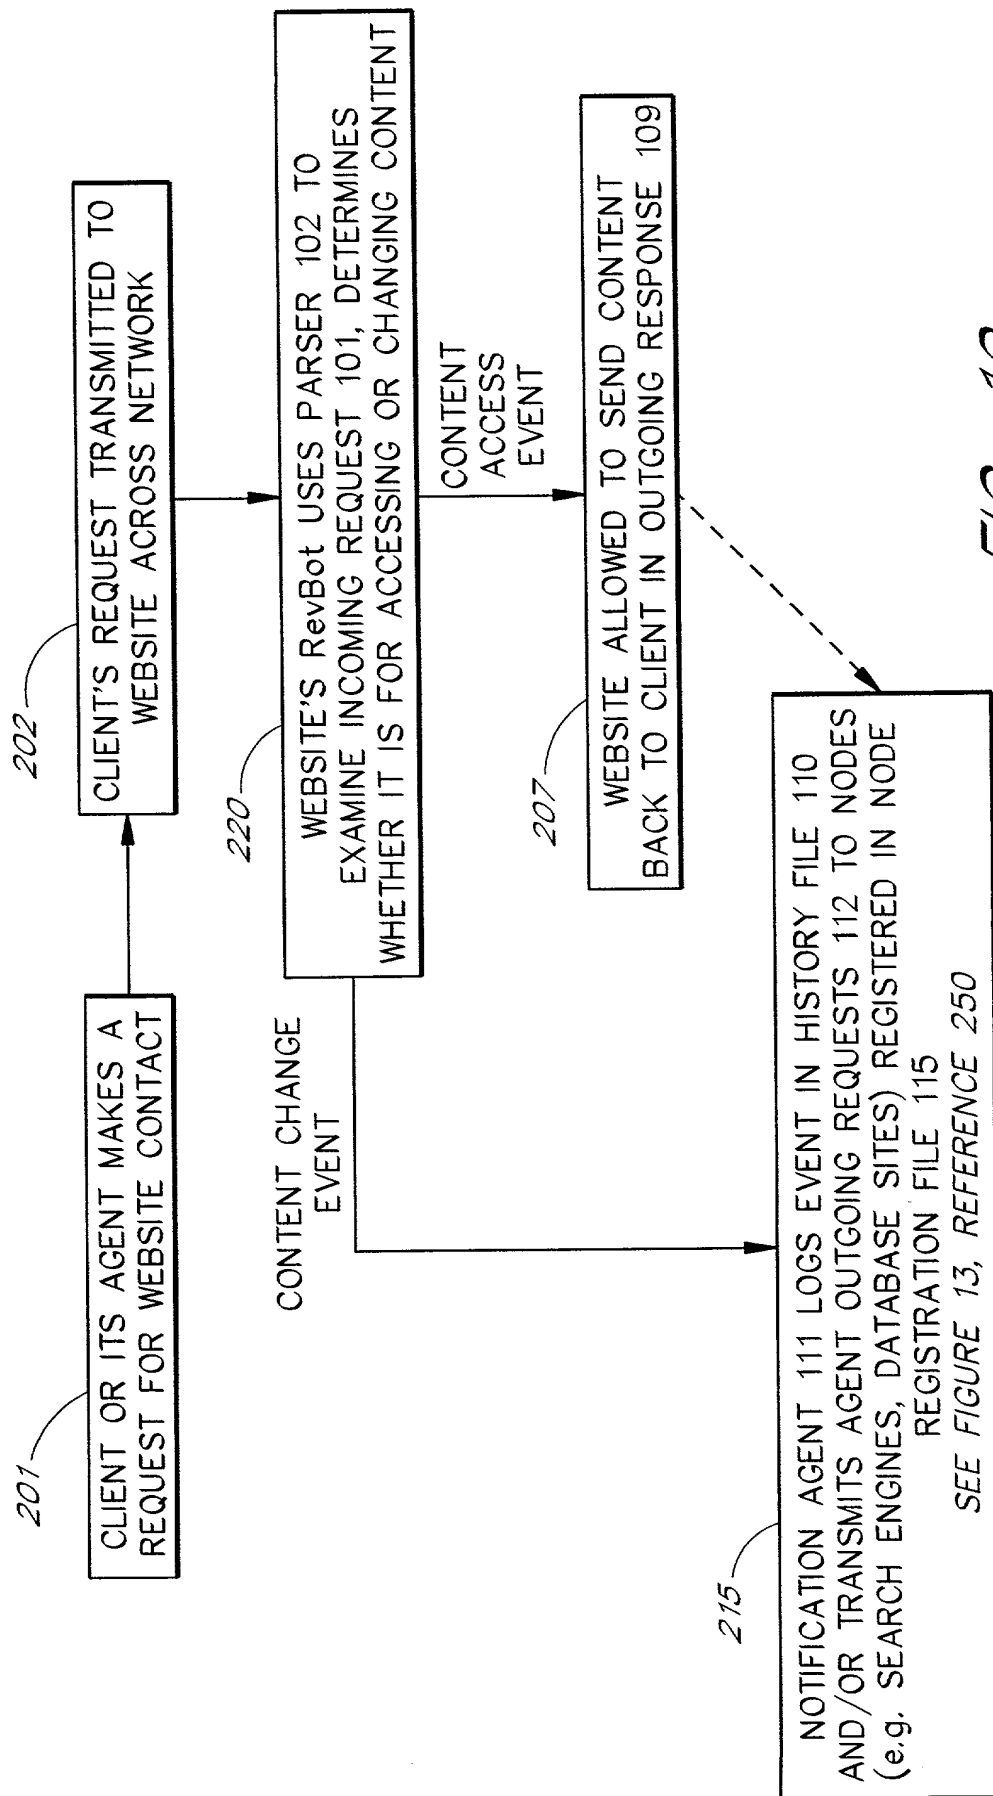 201
CLIENT OR ITS AGENT MAKES A
REQUEST FOR WEBSITE CONTACT
202
CLIENT'S REQUEST TRANSMITTED TO
WEBSITE ACROSS NETWORK
220
WEBSITE'S RevBot USES PARSER 102 TO
EXAMINE INCOMING REQUEST 101, DETERMINES
WHETHER IT IS FOR ACCESSING OR CHANGING CONTENT
CONTENT CHANGE
EVENT
CONTENT
ACCESS
EVENT
207
WEBSITE ALLOWED TO SEND CONTENT
BACK TO CLIENT IN OUTGOING RESPONSE 109
215
NOTIFICATION AGENT 111 LOGS EVENT IN HISTORY FILE 110
AND/OR TRANSMITS AGENT OUTGOING REQUESTS 112 TO NODES
(e.g. SEARCH ENGINES, DATABASE SITES) REGISTERED IN NODE
REGISTRATION FILE 115
SEE FIGURE 13, REFERENCE 250